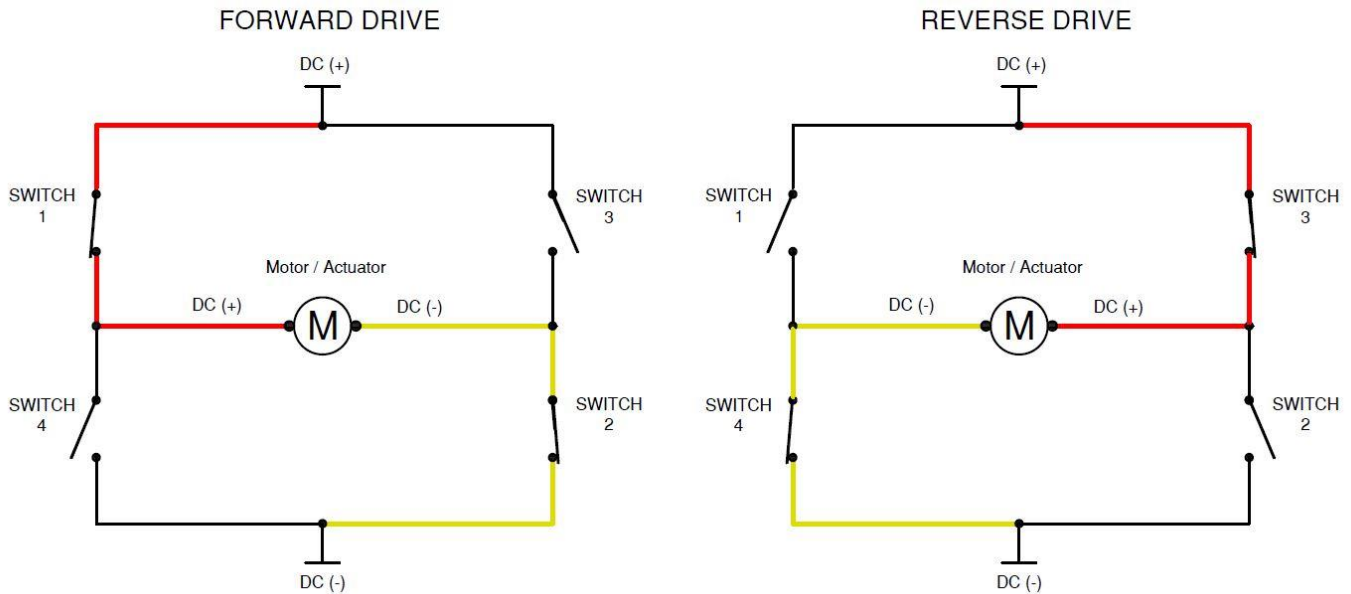 FORWARD DRIVE
DC (+)
SWITCH
1
SWITCH
3
Motor / Actuator
DC (+)
M
DC (-)
SWITCH
4
SWITCH
2
DC (-)
REVERSE DRIVE
DC (+)
SWITCH
1
SWITCH
3
Motor / Actuator
DC (-)
M
DC (+)
SWITCH
4
SWITCH
2
DC (-)